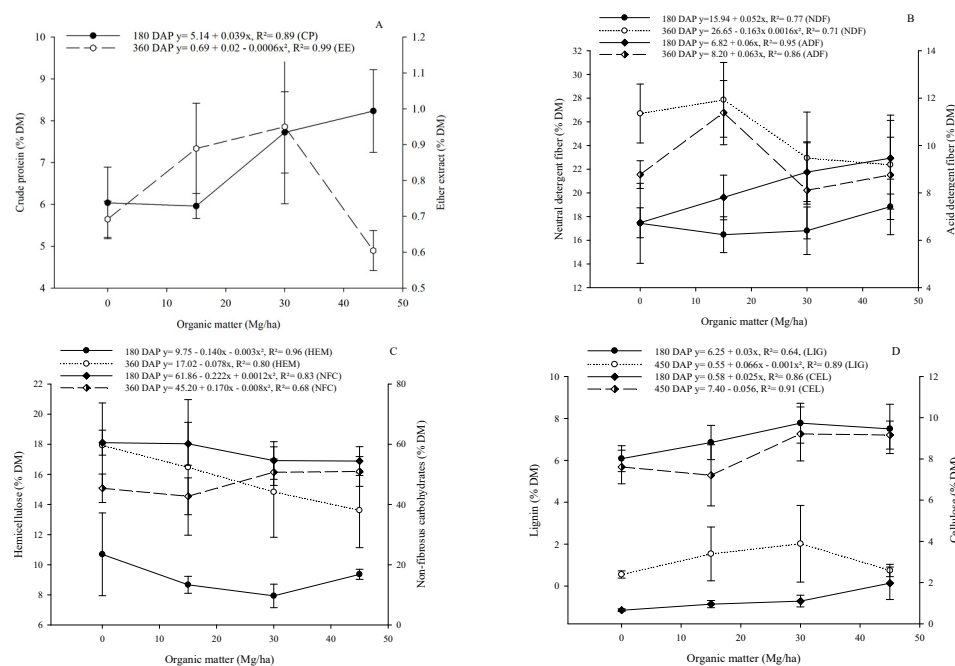 A
180 DAP y= 5.14 + 0.039x, R²= 0.89 (CP)
360 DAP y= 0.69 + 0.02 - 0.0006x², R²= 0.99 (EE)
Crude protein (% DM)
10
9
8
7
6
5
4
1.2
1.1
1.0
0.9
0.8
0.7
0.6
0.5
Ether extract (% DM)
0 10 20 30 40 50
Organic matter (Mg/ha)
B
180 DAP y=15.94 + 0.052x, R²= 0.77 (NDF)
360 DAP y= 26.65 - 0.163x 0.0016x², R²= 0.71 (NDF)
180 DAP y= 6.82 + 0.06x, R²= 0.95 (ADF)
360 DAP y= 8.20 + 0.063x, R²= 0.86 (ADF)
Neutral detergent fiber (% DM)
32
30
28
26
24
22
20
18
16
14
12
14
12
10
8
6
4
Acid detergent fiber (% DM)
0 10 20 30 40 50
Organic matter (Mg/ha)
C
180 DAP y= 9.75 - 0.140x - 0.003x², R²= 0.96 (HEM)
360 DAP y= 17.02 - 0.078x, R²= 0.80 (HEM)
180 DAP y= 61.86 - 0.222x + 0.0012x², R²= 0.83 (NFC)
360 DAP y= 45.20 + 0.170x - 0.008x², R²= 0.68 (NFC)
Hemicellulose (% DM)
22
20
18
16
14
12
10
8
6
80
60
40
20
0
Non-fibrosus carbohydrates (% DM)
0 10 20 30 40 50
Organic matter (Mg/ha)
D
180 DAP y= 6.25 + 0.03x, R²= 0.64, (LIG)
450 DAP y= 0.55 + 0.066x - 0.001x², R²= 0.89 (LIG)
180 DAP y= 0.58 + 0.025x, R²= 0.86 (CEL)
450 DAP y= 7.40 - 0.056, R²= 0.91 (CEL)
Lignin (% DM)
10
8
6
4
2
0
12
10
8
6
4
2
0
Cellulose (% DM)
0 10 20 30 40 50
Organic matter (Mg/ha)